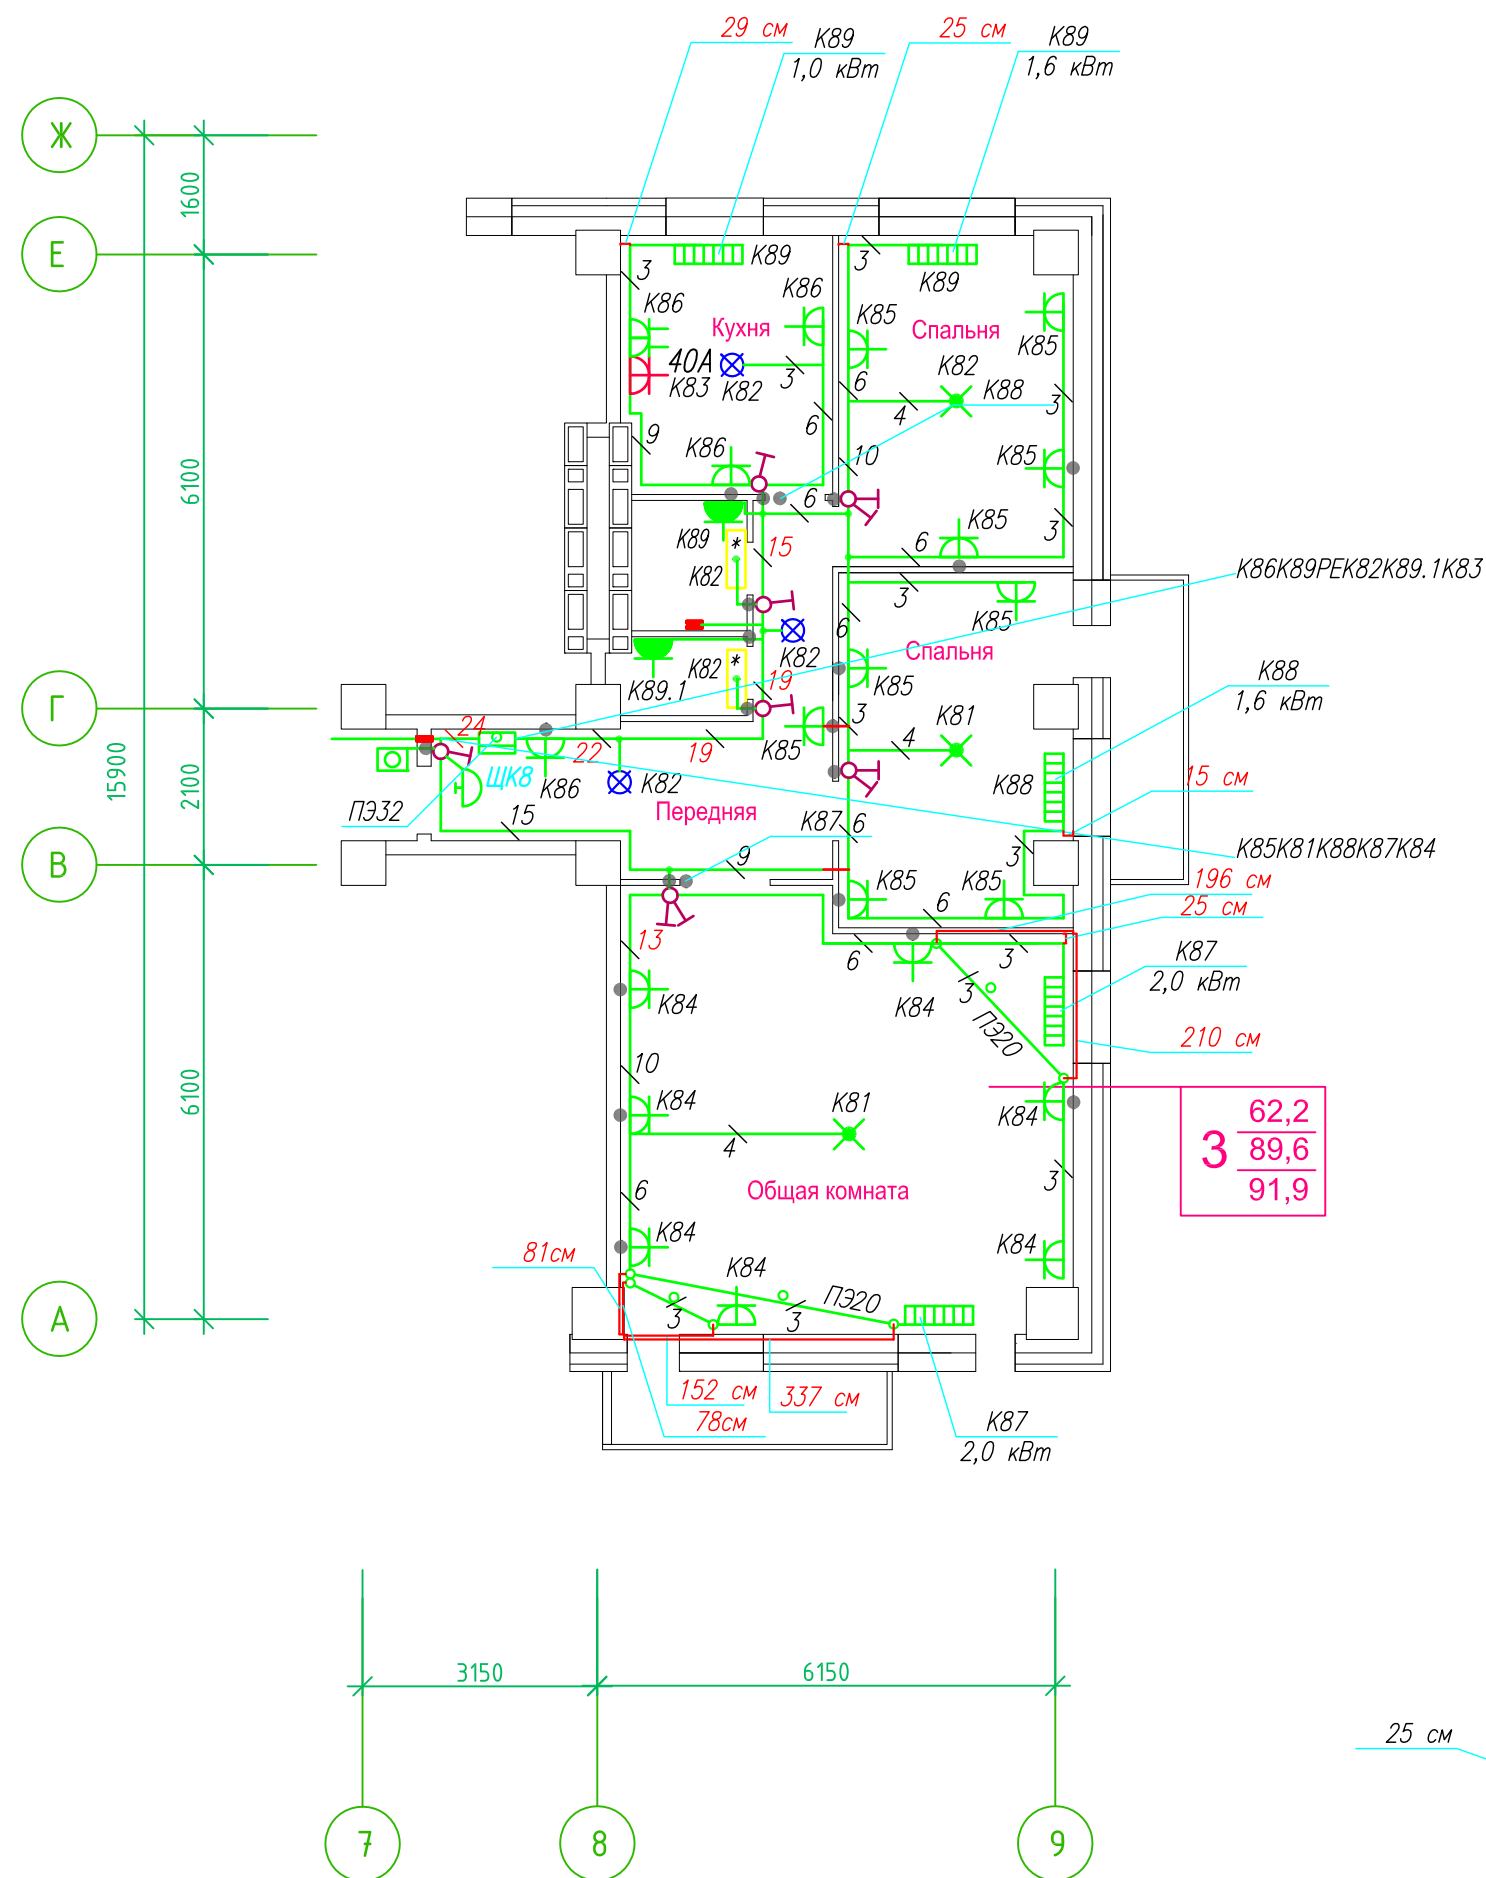 29 см
К89
1,0 кВт
25 см
К89
1,6 кВт
Ж
1600
Е
3
К89
3
К89
К86
К86
Кухня
К85
Спальня
К85
40А
К83
К82
3
6
К82
К88
3
4
9
6
К86
10
К85
6100
6
К85
3
К89
15
6
*
К82
3
К85
К86К89РЕК82К89.1К83
6
К82
Спальня
*
К82
К89.1
19
К85
К88
1,6 кВт
Г
24
22
19
К85
3
К81
4
15900
2100
ЩК8
К86
К82
К88
15 см
ПЭ32
15
Передняя
К87
6
3
В
9
К85К81К88К87К84
К85
К85
196 см
6
25 см
13
6
3
К87
2,0 кВт
К84
К84
3
ПЭ20
210 см
10
6100
К84
К81
К84
62,2
3
89,6
91,9
4
3
Общая комната
6
К84
К84
81см
К84
А
3
3
ПЭ20
152 см
337 см
78см
К87
2,0 кВт
3150
6150
25 см
7
8
9